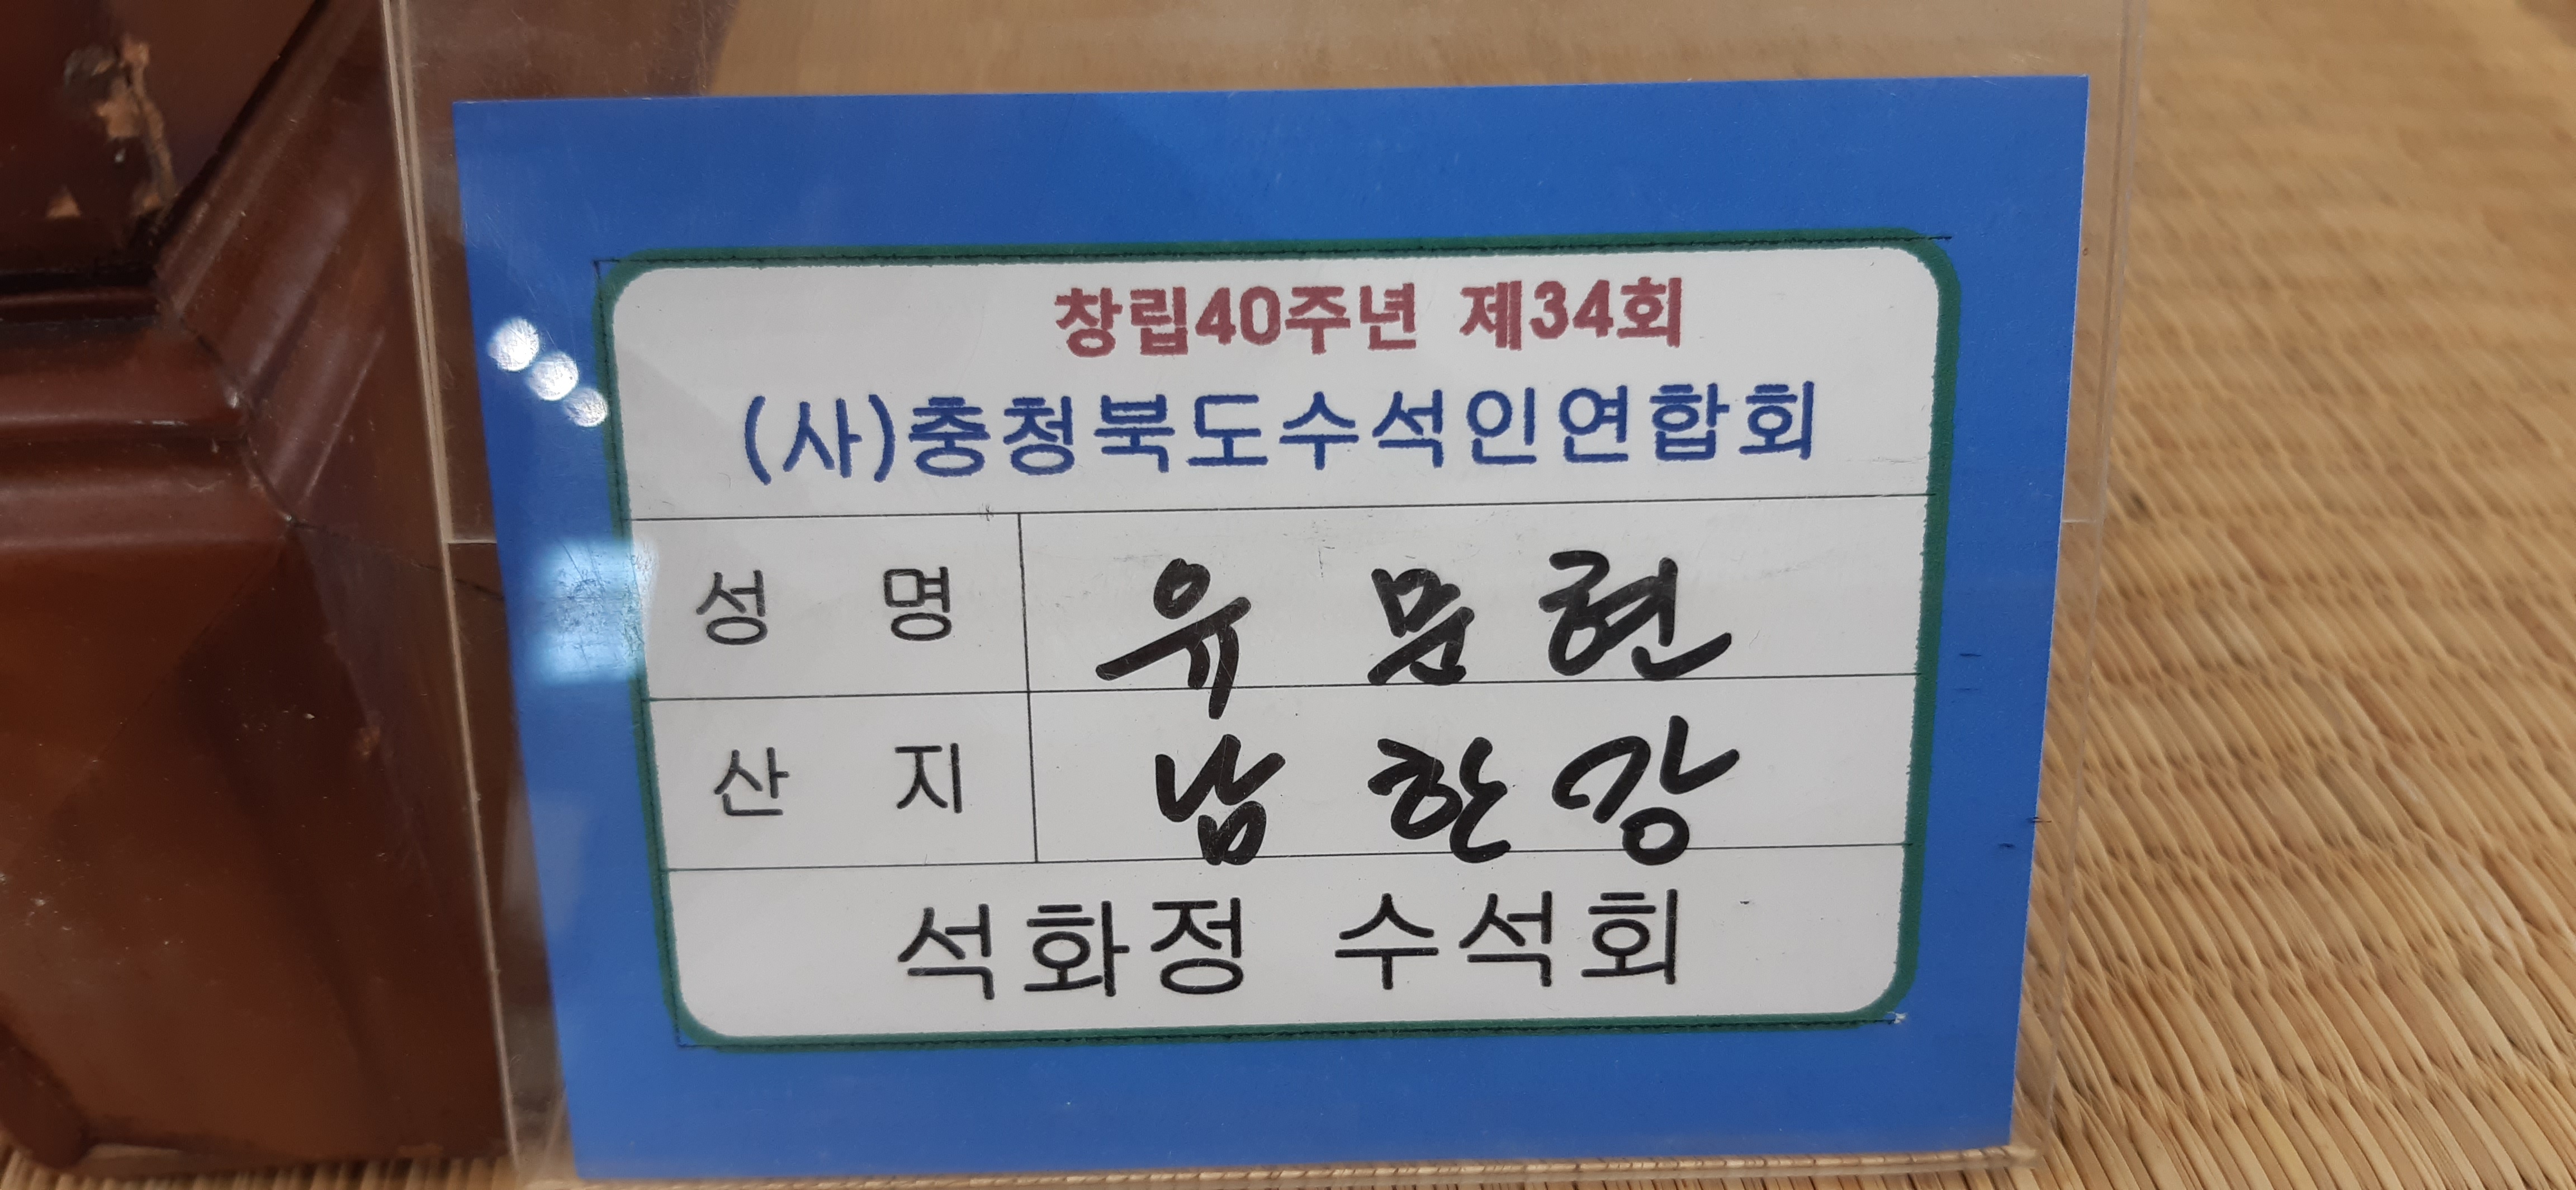 창립40주년 제34회
(사)충청북도수석인연합회
성 명 유 문 현
산 지 남 한 강
석화정 수석회